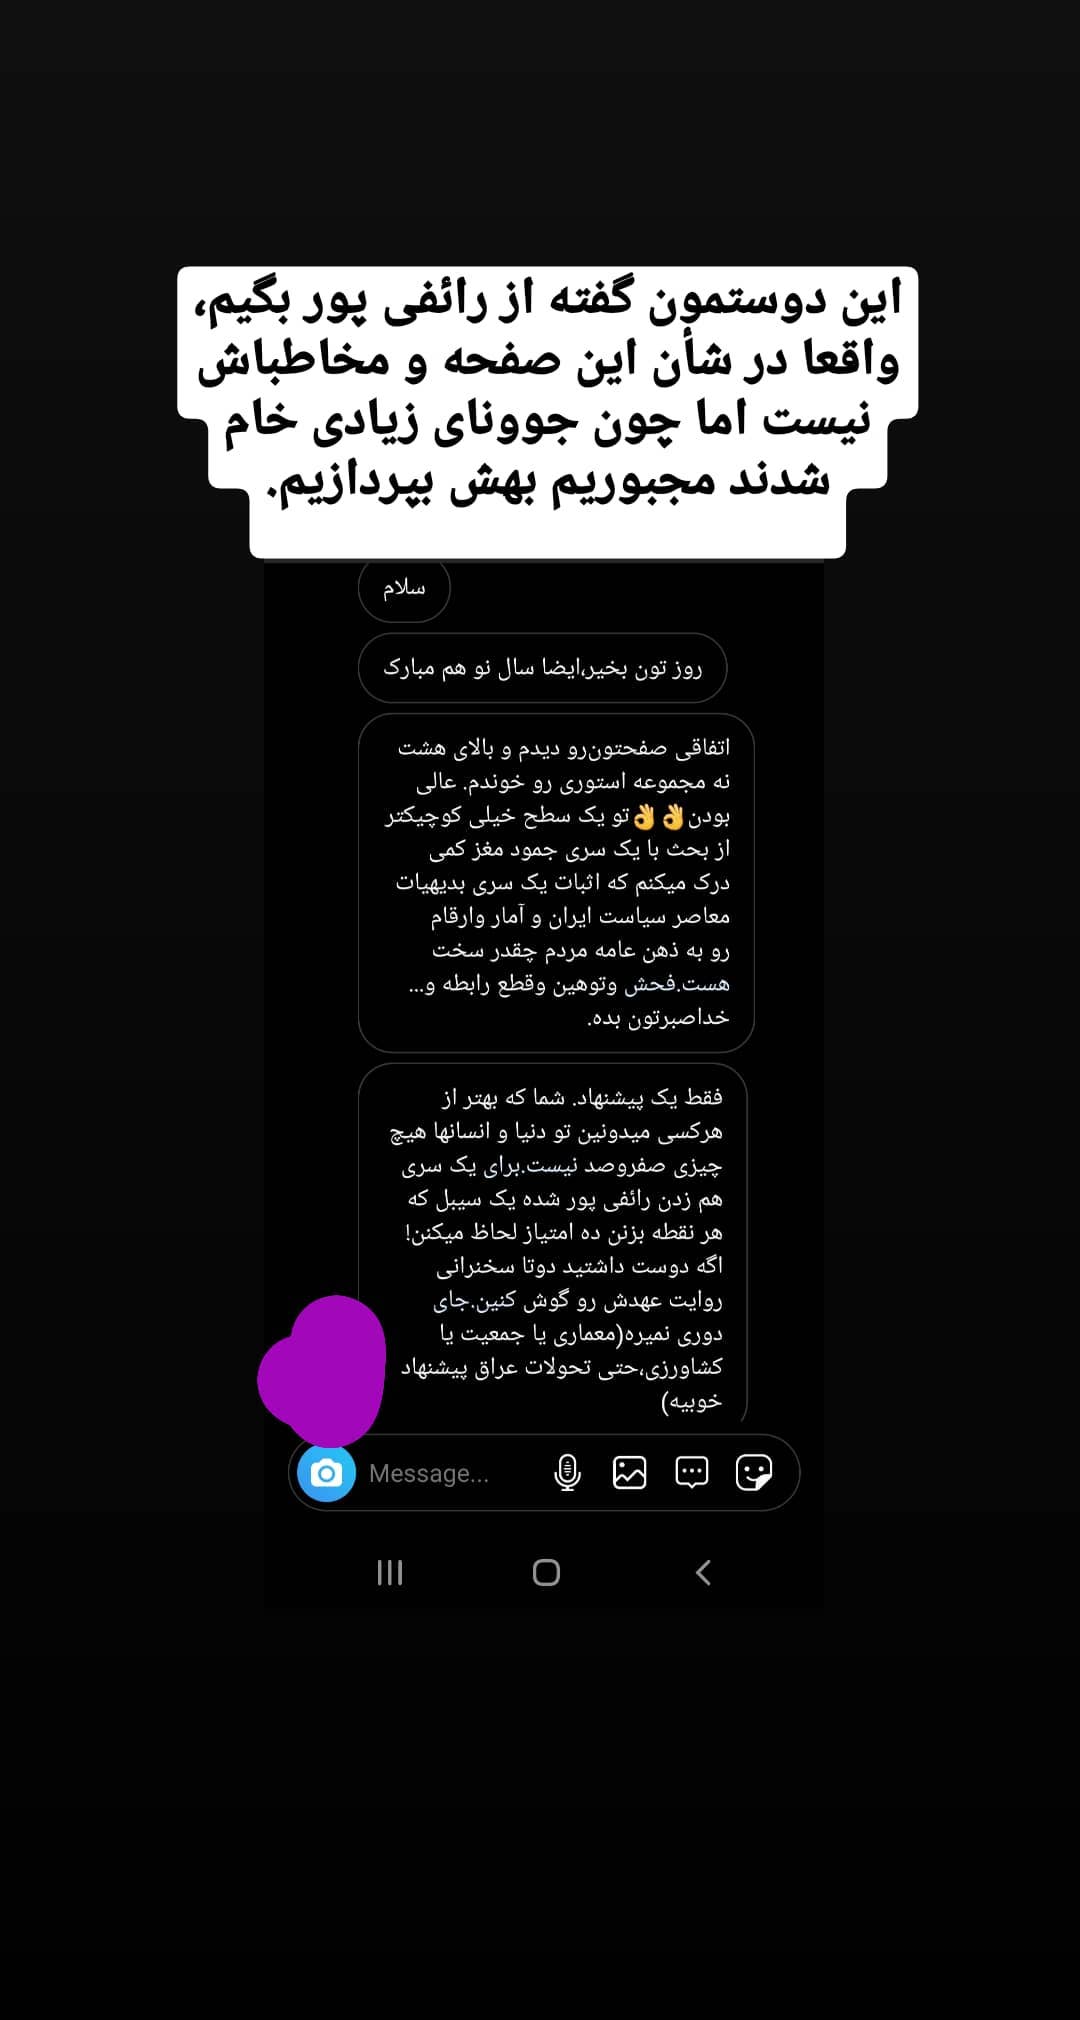 این دوستمون گفته از رائفی پور بگیم،
واقعا در شأن این صفحه و مخاطباش
نیست اما چون جوونای زیادی خام
شدند مجبوریم بهش بپردازیم.
سلام
روز تون بخیر،ایضا سال نو هم مبارک
اتفاقی صفحتون‌رو دیدم و بالای هشت
نه مجموعه استوری رو خوندم. عالی
بودن👌👌تو یک سطح خیلی کوچیکتر
از بحث با یک سری جمود مغز کمی
درک میکنم که اثبات یک سری بدیهیات
معاصر سیاست ایران و آمار وارقام
رو به ذهن عامه مردم چقدر سخت
هست.فحش وتوهین وقطع رابطه و...
خداصبرتون بده.
فقط یک پیشنهاد. شما که بهتر از
هرکسی میدونین تو دنیا و انسانها هیچ
چیزی صفروصد نیست.برای یک سری
هم زدن رائفی پور شده یک سیبل که
هر نقطه بزنن ده امتیاز لحاظ میکنن!
اگه دوست داشتید دوتا سخنرانی
روایت عهدش رو گوش کنین.جای
دوری نمیره(معماری یا جمعیت یا
کشاورزی،حتی تحولات عراق پیشنهاد
خوبیه)
Message...